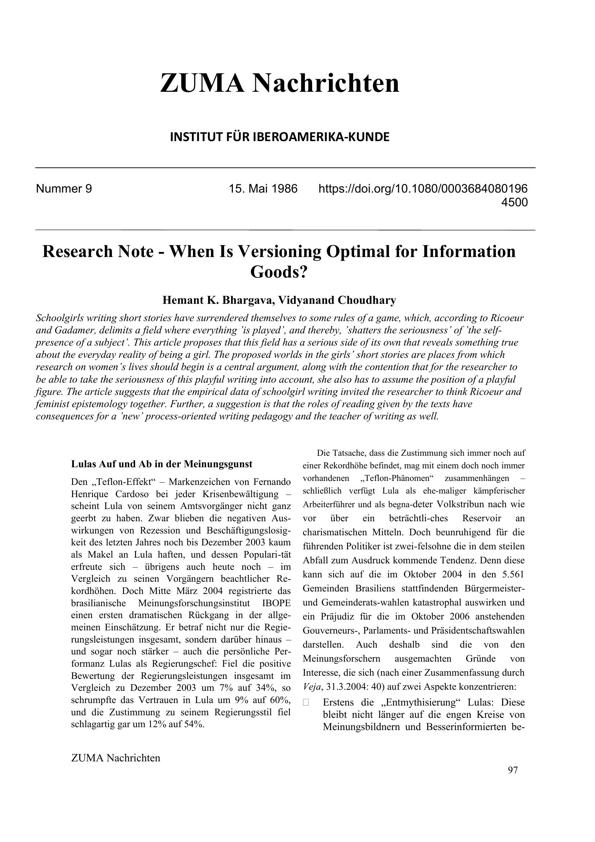 ZUMA Nachrichten
INSTITUT FÜR IBEROAMERIKA-KUNDE
Nummer 9 15. Mai 1986 https://doi.org/10.1080/0003684080196
4500
Research Note - When Is Versioning Optimal for Information
Goods?
Hemant K. Bhargava, Vidyanand Choudhary
Schoolgirls writing short stories have surrendered themselves to some rules of a game, which, according to Ricoeur
and Gadamer, delimits a field where everything ’is played’, and thereby, ’shatters the seriousness’ of ’the self-
presence of a subject’. This article proposes that this field has a serious side of its own that reveals something true
about the everyday reality of being a girl. The proposed worlds in the girls’ short stories are places from which
research on women’s lives should begin is a central argument, along with the contention that for the researcher to
be able to take the seriousness of this playful writing into account, she also has to assume the position of a playful
figure. The article suggests that the empirical data of schoolgirl writing invited the researcher to think Ricoeur and
feminist epistemology together. Further, a suggestion is that the roles of reading given by the texts have
consequences for a ’new’ process-oriented writing pedagogy and the teacher of writing as well.
Lulas Auf und Ab in der Meinungsgunst
Den „Teflon-Effekt“ – Markenzeichen von Fernando
Henrique Cardoso bei jeder Krisenbewältigung –
scheint Lula von seinem Amtsvorgänger nicht ganz
geerbt zu haben. Zwar blieben die negativen Aus-
wirkungen von Rezession und Beschäftigungslosig-
keit des letzten Jahres noch bis Dezember 2003 kaum
als Makel an Lula haften, und dessen Populari-tät
erfreute sich – übrigens auch heute noch – im
Vergleich zu seinen Vorgängern beachtlicher Re-
kordhöhen. Doch Mitte März 2004 registrierte das
brasilianische Meinungsforschungsinstitut IBOPE
einen ersten dramatischen Rückgang in der allge-
meinen Einschätzung. Er betraf nicht nur die Regie-
rungsleistungen insgesamt, sondern darüber hinaus –
und sogar noch stärker – auch die persönliche Per-
formanz Lulas als Regierungschef: Fiel die positive
Bewertung der Regierungsleistungen insgesamt im
Vergleich zu Dezember 2003 um 7% auf 34%, so
schrumpfte das Vertrauen in Lula um 9% auf 60%,
und die Zustimmung zu seinem Regierungsstil fiel
schlagartig gar um 12% auf 54%.
Die Tatsache, dass die Zustimmung sich immer noch auf
einer Rekordhöhe befindet, mag mit einem doch noch immer
vorhandenen „Teflon-Phänomen“ zusammenhängen –
schließlich verfügt Lula als ehe-maliger kämpferischer
Arbeiterführer und als begna-deter Volkstribun nach wie
vor über ein beträchtli-ches Reservoir an
charismatischen Mitteln. Doch beunruhigend für die
führenden Politiker ist zwei-felsohne die in dem steilen
Abfall zum Ausdruck kommende Tendenz. Denn diese
kann sich auf die im Oktober 2004 in den 5.561
Gemeinden Brasiliens stattfindenden Bürgermeister-
und Gemeinderats-wahlen katastrophal auswirken und
ein Präjudiz für die im Oktober 2006 anstehenden
Gouverneurs-, Parlaments- und Präsidentschaftswahlen
darstellen. Auch deshalb sind die von den
Meinungsforschern ausgemachten Gründe von
Interesse, die sich (nach einer Zusammenfassung durch
Veja, 31.3.2004: 40) auf zwei Aspekte konzentrieren:
Erstens die „Entmythisierung“ Lulas: Diese
bleibt nicht länger auf die engen Kreise von
Meinungsbildnern und Besserinformierten be-
ZUMA Nachrichten
97